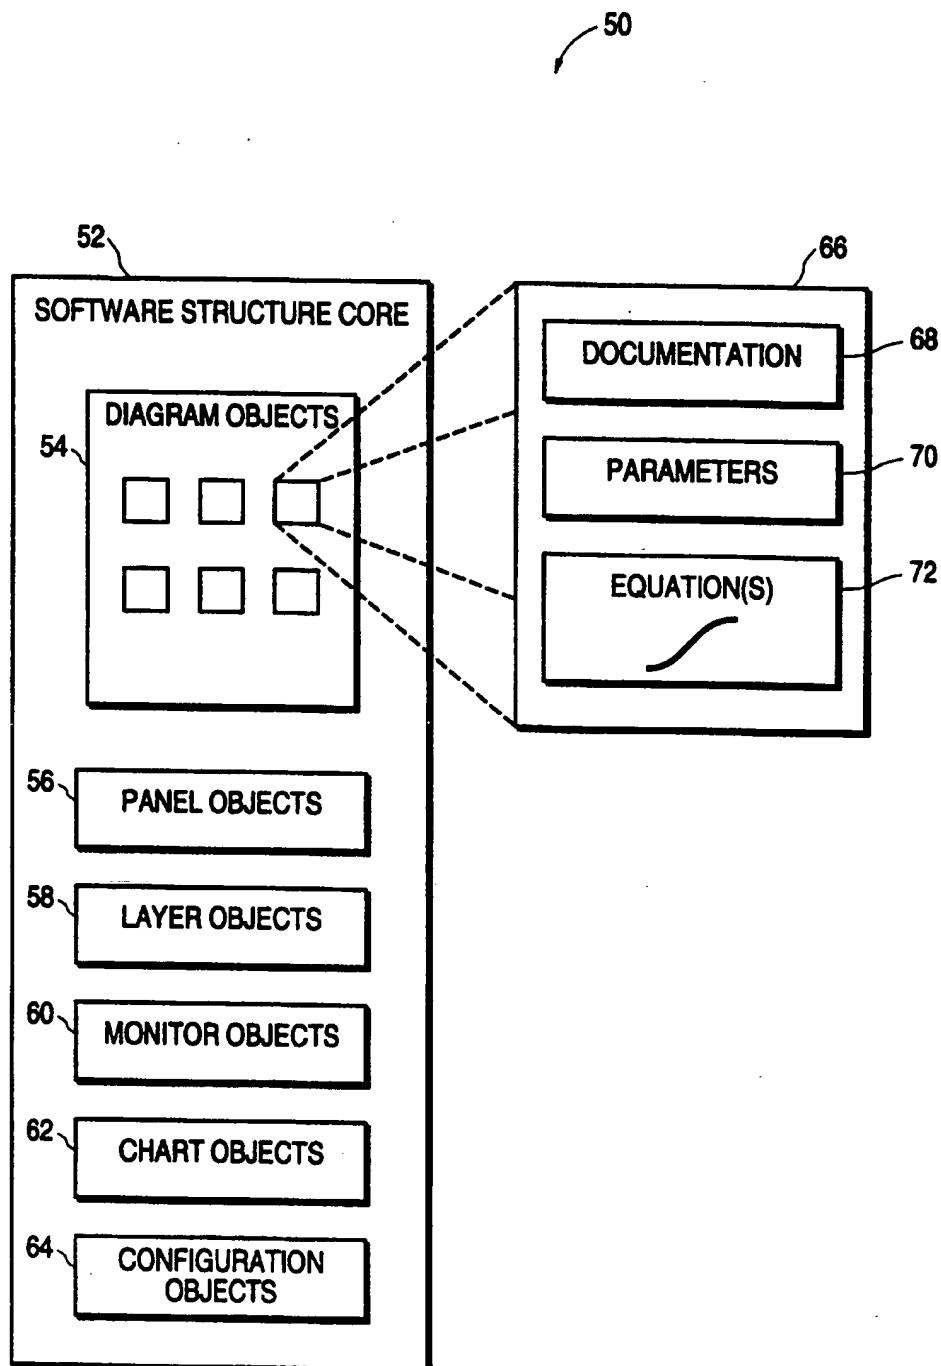 50
52
SOFTWARE STRUCTURE CORE
54
DIAGRAM OBJECTS
66
DOCUMENTATION
68
PARAMETERS
70
EQUATION(S)
72
56
PANEL OBJECTS
58
LAYER OBJECTS
60
MONITOR OBJECTS
62
CHART OBJECTS
64
CONFIGURATION
OBJECTS